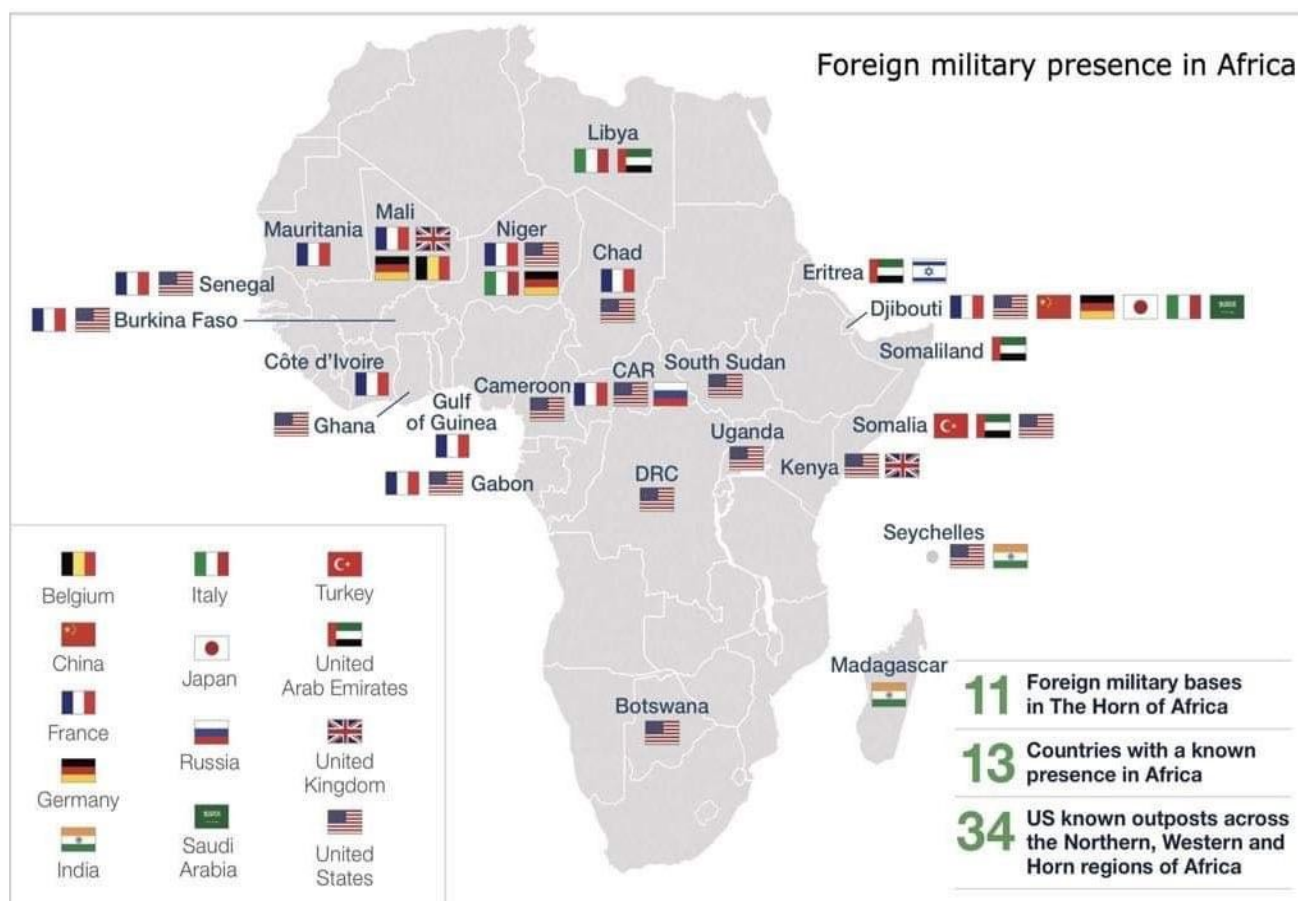 Foreign military presence in Africa
Libya
Mali
Mauritania
Niger
Chad
Eritrea
Senegal
Djibouti
Burkina Faso
Somaliland
Côte d'Ivoire
CAR
South Sudan
Cameroon
Gulf
of Guinea
Ghana
Somalia
Uganda
Kenya
DRC
Gabon
Seychelles
Madagascar
Botswana
Belgium
Italy
Turkey
China
Japan
United
Arab Emirates
France
Russia
United
Kingdom
Germany
India
Saudi
Arabia
United
States
11 Foreign military bases
in The Horn of Africa
13 Countries with a known
presence in Africa
34 US known outposts across
the Northern, Western and
Horn regions of Africa